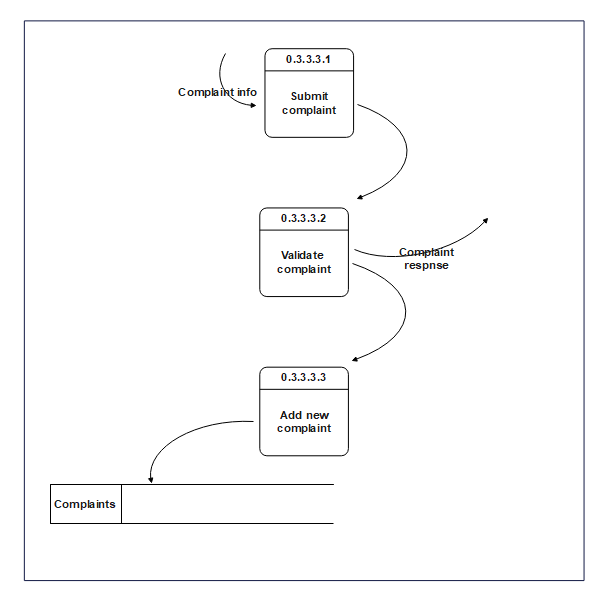 0.3.3.3.1
Complaint info
Submit
complaint
0.3.3.3.2
Validate
complaint
Complaint
respnse
0.3.3.3.3
Add new
complaint
Complaints